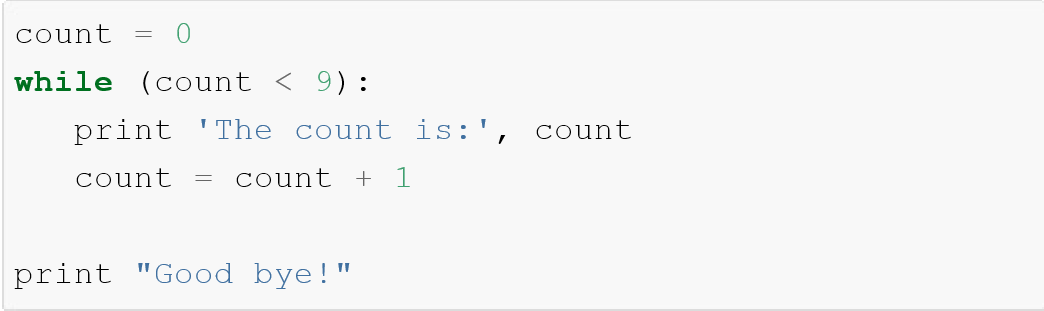 count = 0
while (count < 9):
   print 'The count is:', count
   count = count + 1

print "Good bye!"